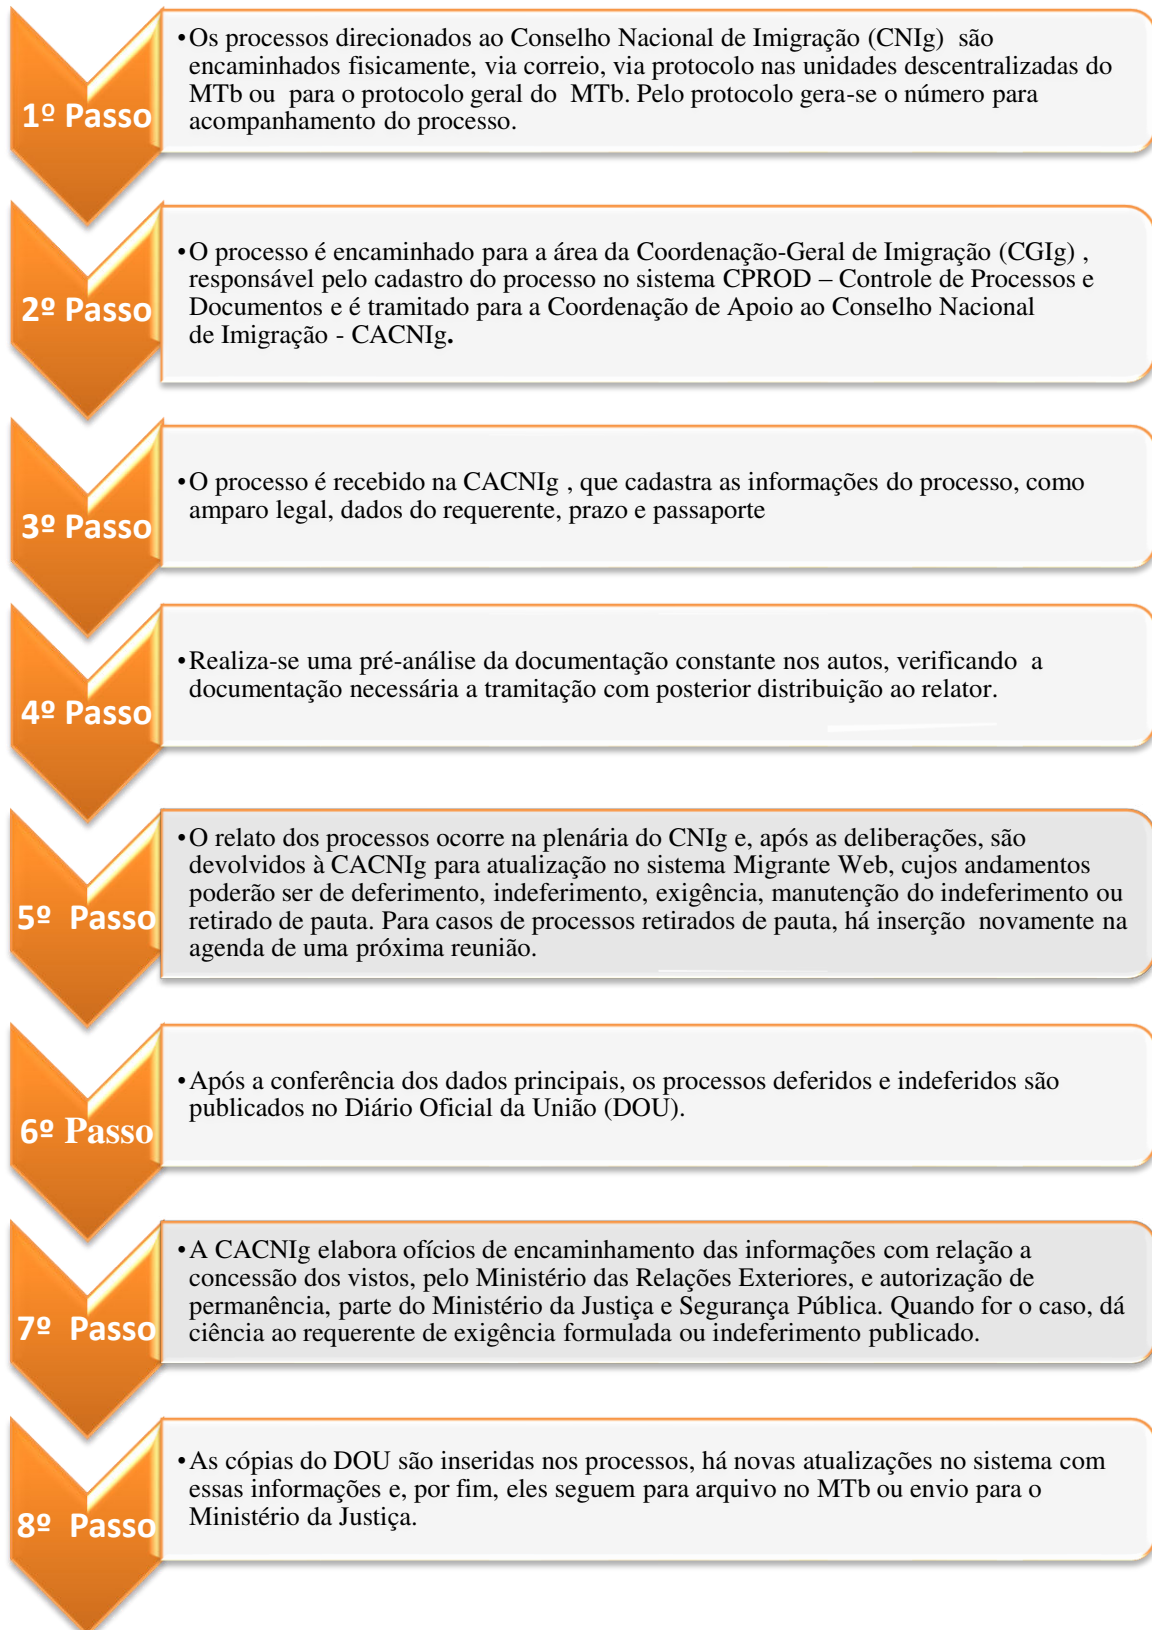 1º Passo
•Os processos direcionados ao Conselho Nacional de Imigração (CNIg) são
encaminhados fisicamente, via correio, via protocolo nas unidades descentralizadas do
MTb ou para o protocolo geral do MTb. Pelo protocolo gera-se o número para
acompanhamento do processo.
2º Passo
•O processo é encaminhado para a área da Coordenação-Geral de Imigração (CGIg) ,
responsável pelo cadastro do processo no sistema CPROD – Controle de Processos e
Documentos e é tramitado para a Coordenação de Apoio ao Conselho Nacional
de Imigração - CACNIg.
3º Passo
•O processo é recebido na CACNIg , que cadastra as informações do processo, como
amparo legal, dados do requerente, prazo e passaporte
4º Passo
•Realiza-se uma pré-análise da documentação constante nos autos, verificando a
documentação necessária a tramitação com posterior distribuição ao relator.
5º Passo
•O relato dos processos ocorre na plenária do CNIg e, após as deliberações, são
devolvidos à CACNIg para atualização no sistema Migrante Web, cujos andamentos
poderão ser de deferimento, indeferimento, exigência, manutenção do indeferimento ou
retirado de pauta. Para casos de processos retirados de pauta, há inserção novamente na
agenda de uma próxima reunião.
6º Passo
•Após a conferência dos dados principais, os processos deferidos e indeferidos são
publicados no Diário Oficial da União (DOU).
7º Passo
•A CACNIg elabora ofícios de encaminhamento das informações com relação a
concessão dos vistos, pelo Ministério das Relações Exteriores, e autorização de
permanência, parte do Ministério da Justiça e Segurança Pública. Quando for o caso, dá
ciência ao requerente de exigência formulada ou indeferimento publicado.
8º Passo
•As cópias do DOU são inseridas nos processos, há novas atualizações no sistema com
essas informações e, por fim, eles seguem para arquivo no MTb ou envio para o
Ministério da Justiça.